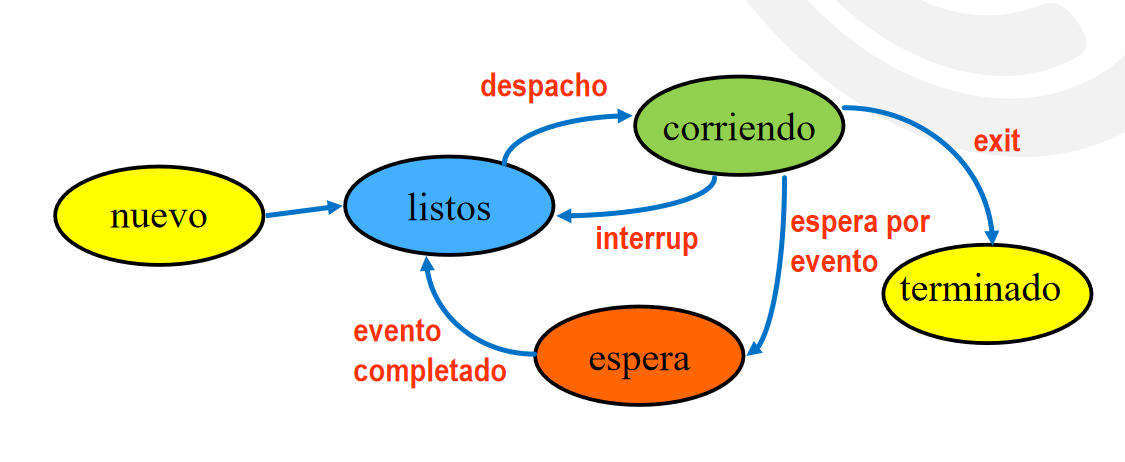 despacho
corriendo
exit
nuevo
listos
interrup
espera por
evento
terminado
evento
completado
espera